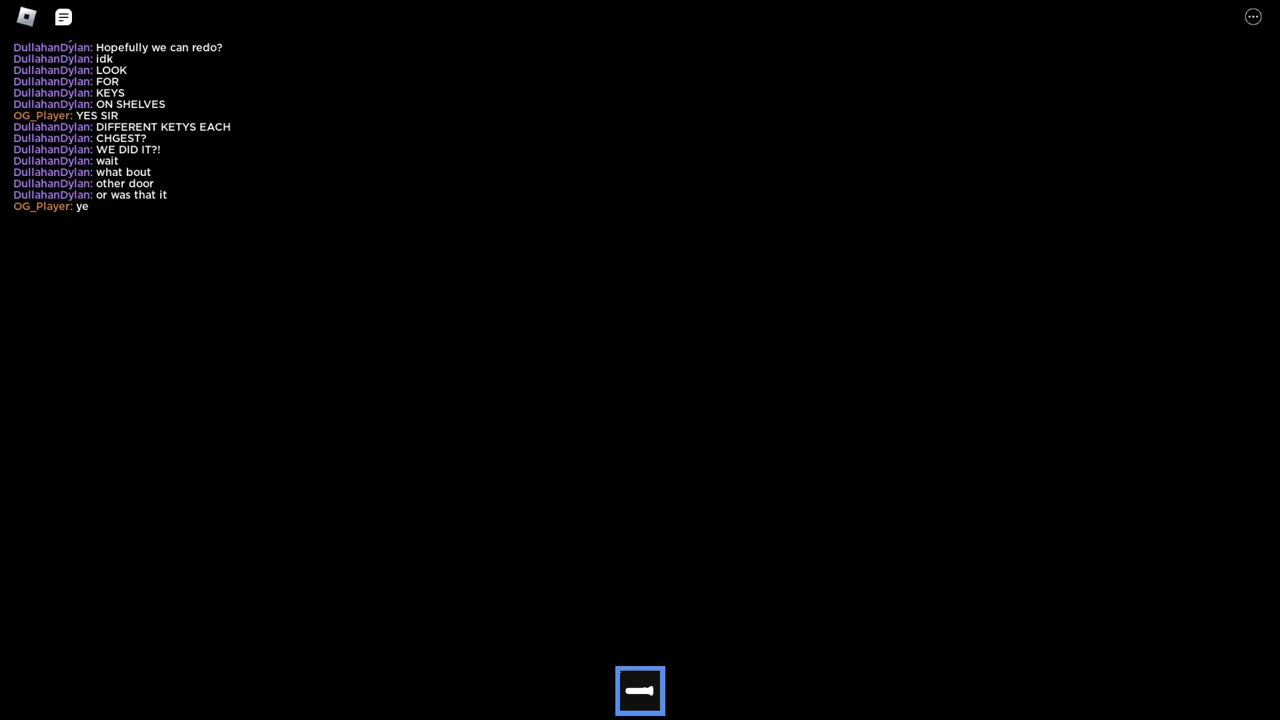 DullahanDylan: Hopefully we can redo?
DullahanDylan: idk
DullahanDylan: LOOK
DullahanDylan: FOR
DullahanDylan: KEYS
DullahanDylan: ON SHELVES
OG_Player: YES SIR
DullahanDylan: DIFFERENT KETYS EACH
DullahanDylan: CHGEST?
DullahanDylan: WE DID IT?!
DullahanDylan: wait
DullahanDylan: what bout
DullahanDylan: other door
DullahanDylan: or was that it
OG_Player: ye